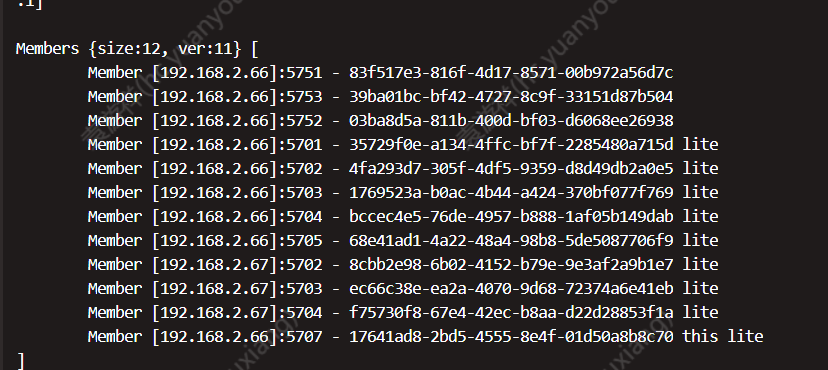 .1]
Members {size:12, ver:11} [
Member [192.168.2.66]:5751 - 83f517e3-816f-4d17-8571-00b972a56d7c
Member [192.168.2.66]:5753 - 39ba01bc-bf42-4727-8c9f-33151d87b504
Member [192.168.2.66]:5752 - 03ba8d5a-811b-400d-bf03-d6068ee26938
Member [192.168.2.66]:5701 - 35729f0e-a134-4ffc-bf7f-2285480a715d lite
Member [192.168.2.66]:5702 - 4fa293d7-305f-4df5-9359-d8d49db2a0e5 lite
Member [192.168.2.66]:5703 - 1769523a-b0ac-4b44-a424-370bf077f769 lite
Member [192.168.2.66]:5704 - bccec4e5-76de-4957-b888-1af05b149dab lite
Member [192.168.2.66]:5705 - 68e41ad1-4a22-48a4-98b8-5de5087706f9 lite
Member [192.168.2.67]:5702 - 8cbb2e98-6b02-4152-b79e-9e3af2a9b1e7 lite
Member [192.168.2.67]:5703 - ec66c38e-ea2a-4070-9d68-72374a6e41eb lite
Member [192.168.2.67]:5704 - f75730f8-67e4-42ec-b8aa-d22d28853f1a lite
Member [192.168.2.66]:5707 - 17641ad8-2bd5-4555-8e4f-01d50a8b8c70 this lite
]